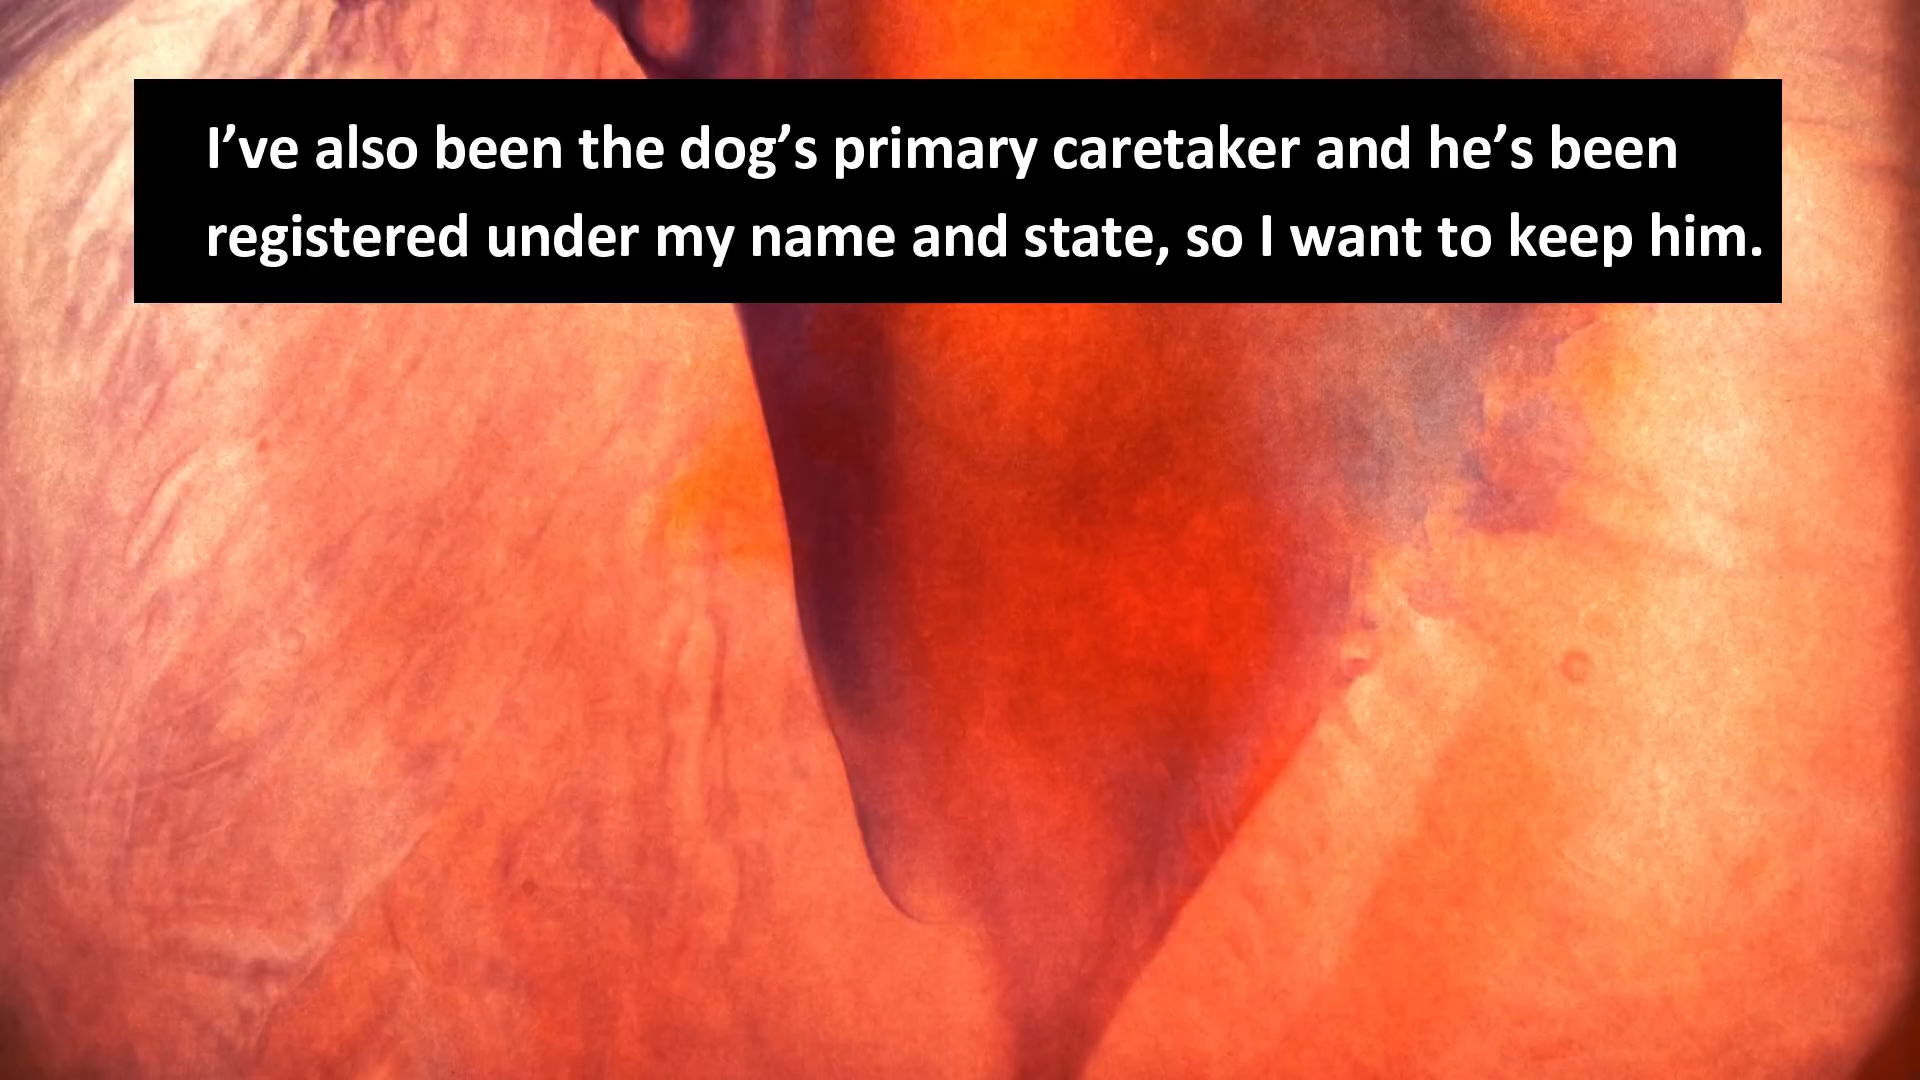 I’ve also been the dog’s primary caretaker and he’s been
registered under my name and state, so I want to keep him.